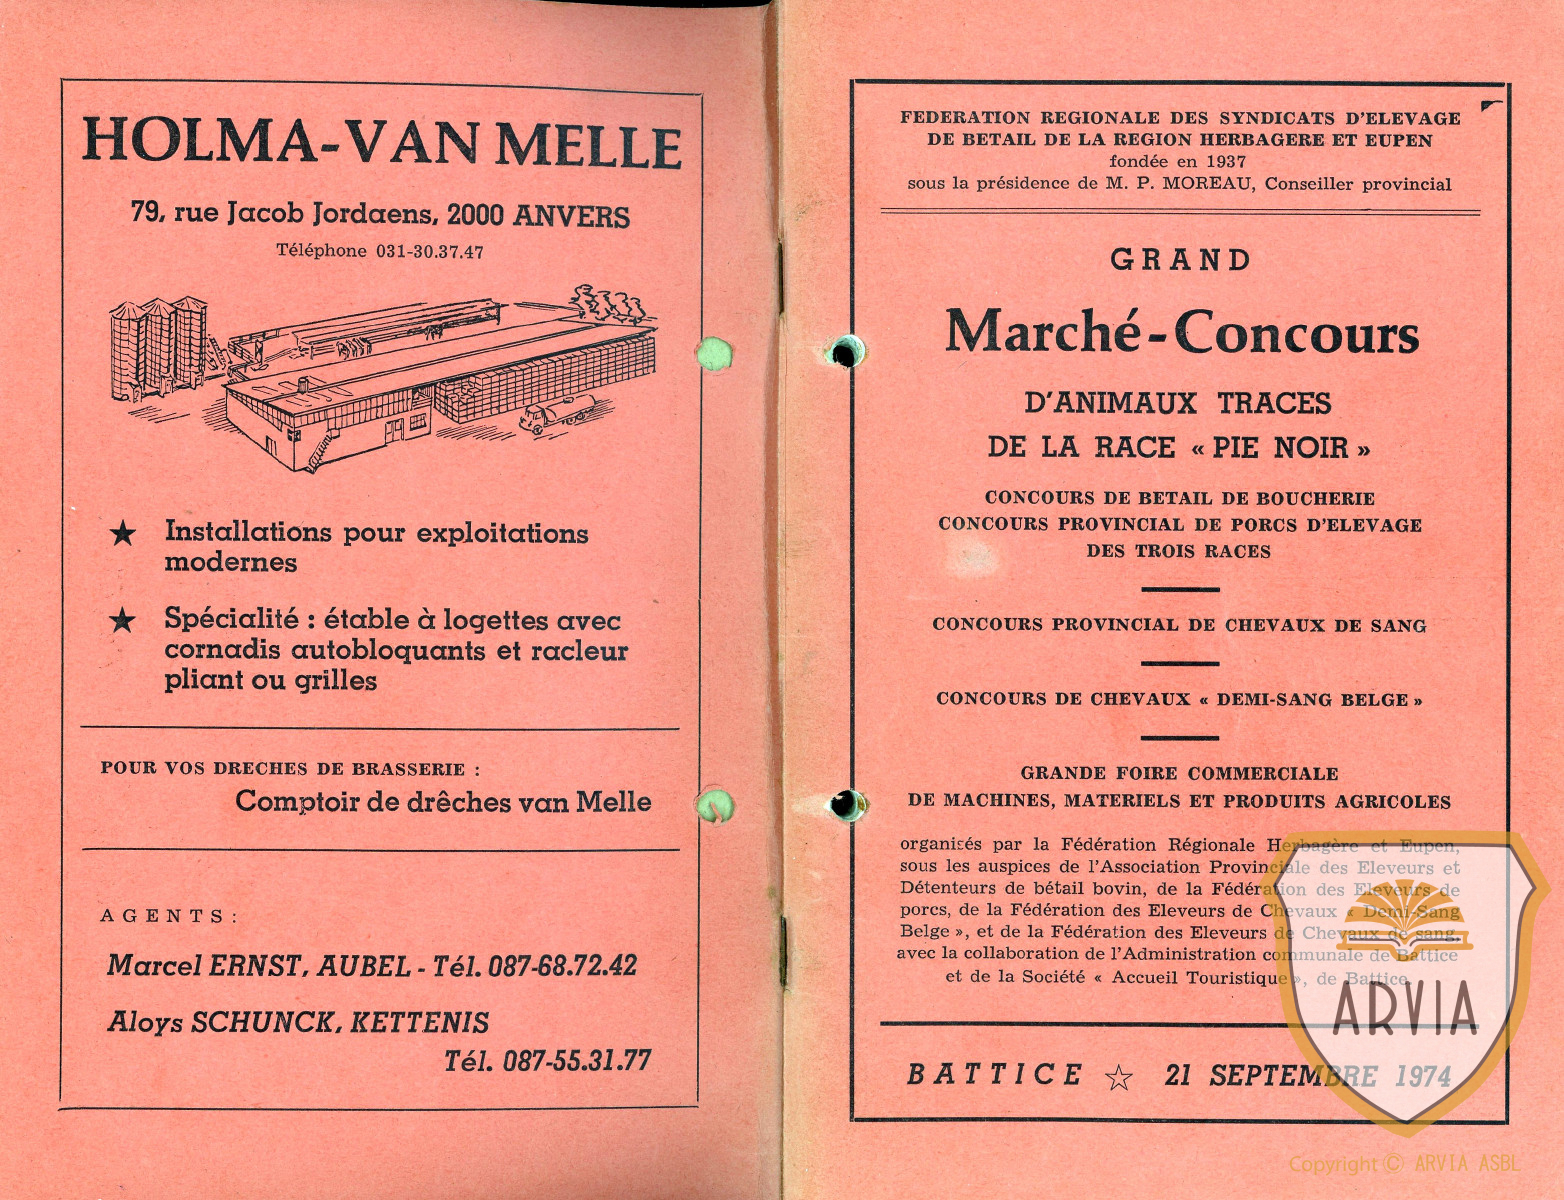 HOLMA-VAN MELLE
79, rue Jacob Jordaens, 2000 ANVERS
Téléphone 031-30.37.47
★ Installations pour exploitations
modernes
★ Spécialité : étable à logettes avec
cornadis autobloquants et racleur
pliant ou grilles
POUR VOS DRECHES DE BRASSERIE :
Comptoir de drêches van Melle
AGENTS :
Marcel ERNST, AUBEL - Tél. 087-68.72.42
Aloys SCHUNCK, KETTENIS
Tél. 087-55.31.77
FEDERATION REGIONALE DES SYNDICATS D'ELEVAGE
DE BETAIL DE LA REGION HERBAGERE ET EUPEN
fondée en 1937
sous la présidence de M. P. MOREAU, Conseiller provincial
GRAND
Marché-Concours
D'ANIMAUX TRACES
DE LA RACE « PIE NOIR »
CONCOURS DE BETAIL DE BOUCHERIE
CONCOURS PROVINCIAL DE PORCS D'ELEVAGE
DES TROIS RACES
CONCOURS PROVINCIAL DE CHEVAUX DE SANG
CONCOURS DE CHEVAUX « DEMI-SANG BELGE »
GRANDE FOIRE COMMERCIALE
DE MACHINES, MATERIELS ET PRODUITS AGRICOLES
organisés par la Fédération Régionale Herbagère et Eupen,
sous les auspices de l'Association Provinciale des Eleveurs et
Détenteurs de bétail bovin, de la Fédération des Eleveurs de
porcs, de la Fédération des Eleveurs de Chevaux « Demi-Sang
Belge », et de la Fédération des Eleveurs de Chevaux de sang,
avec la collaboration de l'Administration communale de Battice
et de la Société « Accueil Touristique », de Battice.
BATTICE ☆ 21 SEPTEMBRE 1974
ARVIA
Copyright © ARVIA ASBL